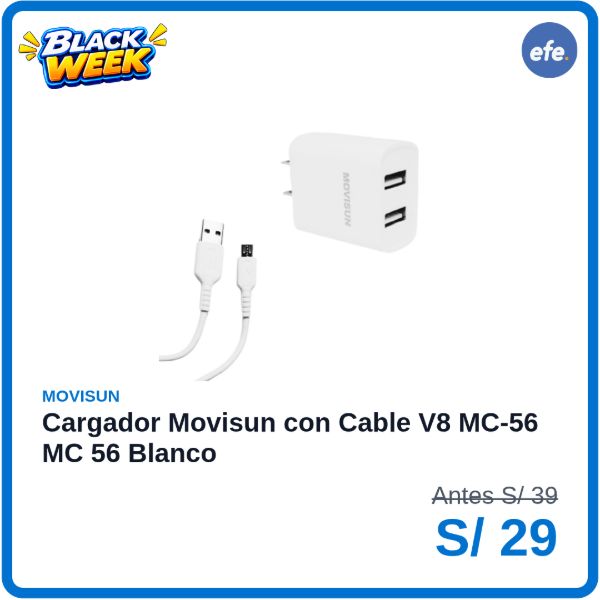 BLACK
WEEK
efe.
MOVISUN
MOVISUN
Cargador Movisun con Cable V8 MC-56
MC 56 Blanco
Antes S/ 39
S/ 29